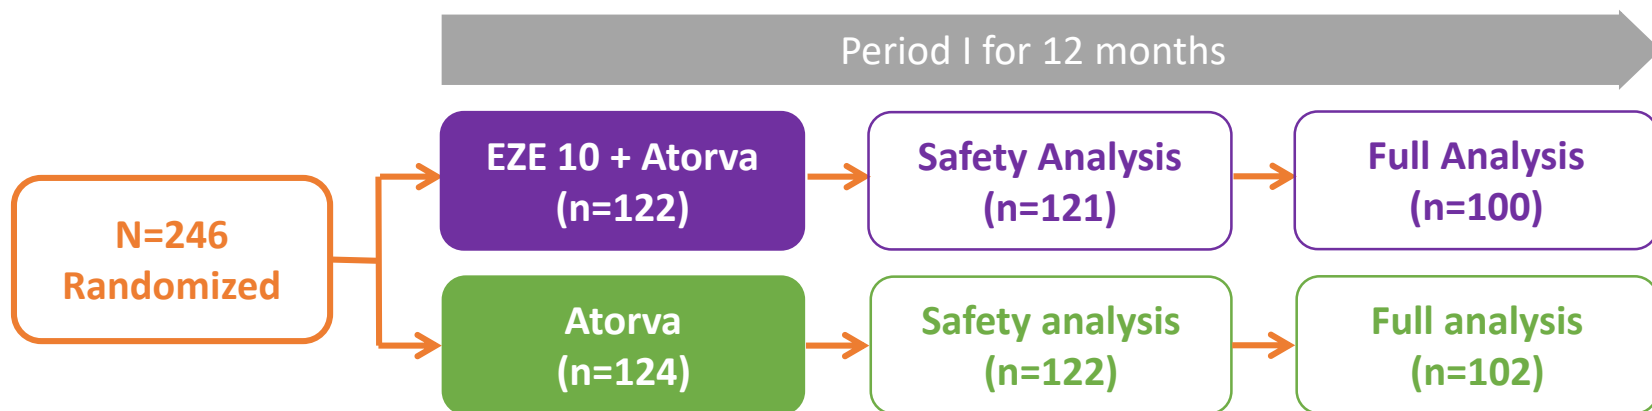 Period I for 12 months
N=246
Randomized
EZE 10 + Atorva
(n=122)
Safety Analysis
(n=121)
Full Analysis
(n=100)
Atorva
(n=124)
Safety analysis
(n=122)
Full analysis
(n=102)